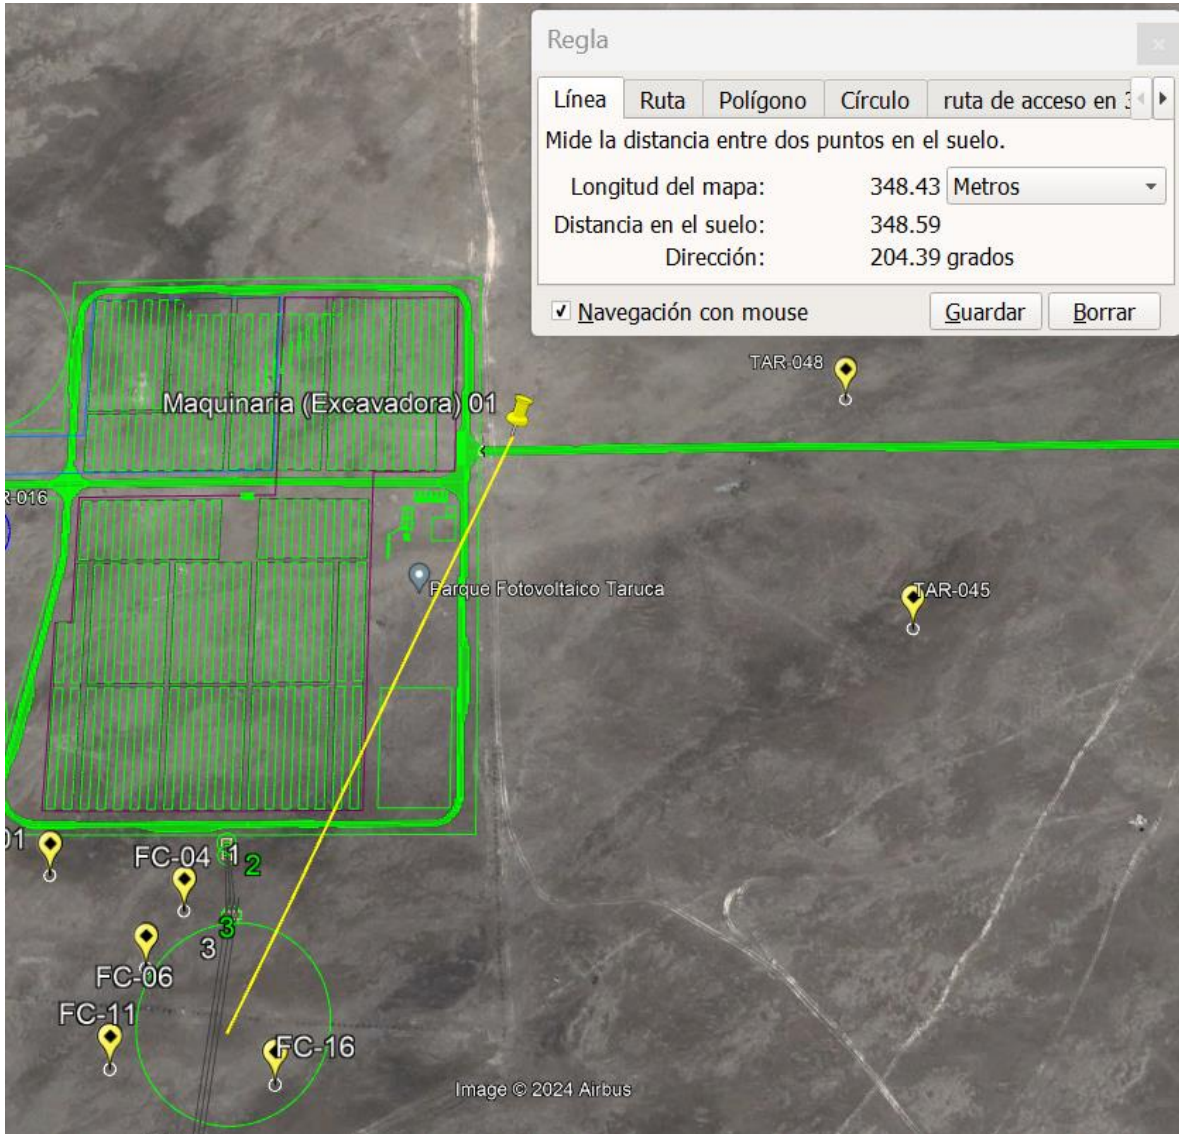 Regla
Línea
Ruta
Polígono
Círculo
ruta de acceso en
Mide la distancia entre dos puntos en el suelo.
Longitud del mapa: 348.43 Metros
Distancia en el suelo: 348.59
Dirección: 204.39 grados
Navegación con mouse
Guardar
Borrar
TAR-048
Maquinaria (Excavadora) 01
R-016
Parque Fotovoltaico Taruca
TAR-045
01
FC-04
1
2
3
3
FC-06
FC-11
FC-16
Image © 2024 Airbus